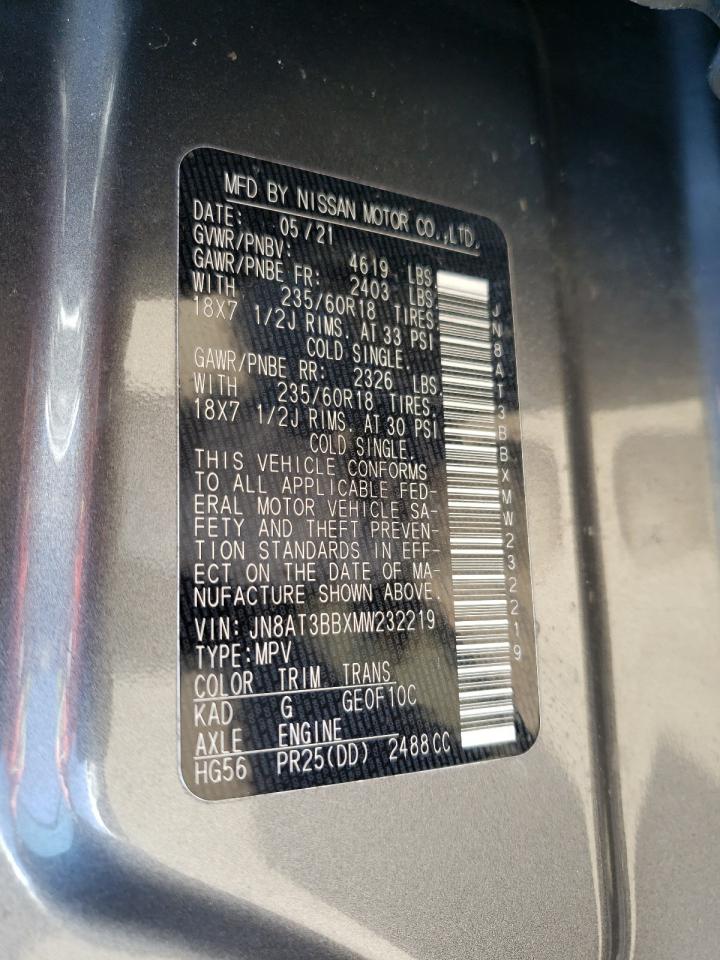 MFD BY NISSAN MOTOR CO.,LTD.
DATE: 05/21
GVWR/PNBV: 4619 LBS
GAWR/PNBE FR: 2403 LBS
WITH 235/60R18 TIRES,
18X7 1/2J RIMS. AT 33 PSI
COLD SINGLE.
GAWR/PNBE RR: 2326 LBS
WITH 235/60R18 TIRES,
18X7 1/2J RIMS. AT 30 PSI
COLD SINGLE.
THIS VEHICLE CONFORMS
TO ALL APPLICABLE FED-
ERAL MOTOR VEHICLE SA-
FETY AND THEFT PREVEN-
TION STANDARDS IN EFF-
ECT ON THE DATE OF MA-
NUFACTURE SHOWN ABOVE.
VIN: JN8AT3BBXMW232219
TYPE:MPV
COLOR TRIM TRANS
KAD G GE0F10C
AXLE ENGINE
HG56 PR25(DD) 2488CC
JN8AT3BBXMW232219